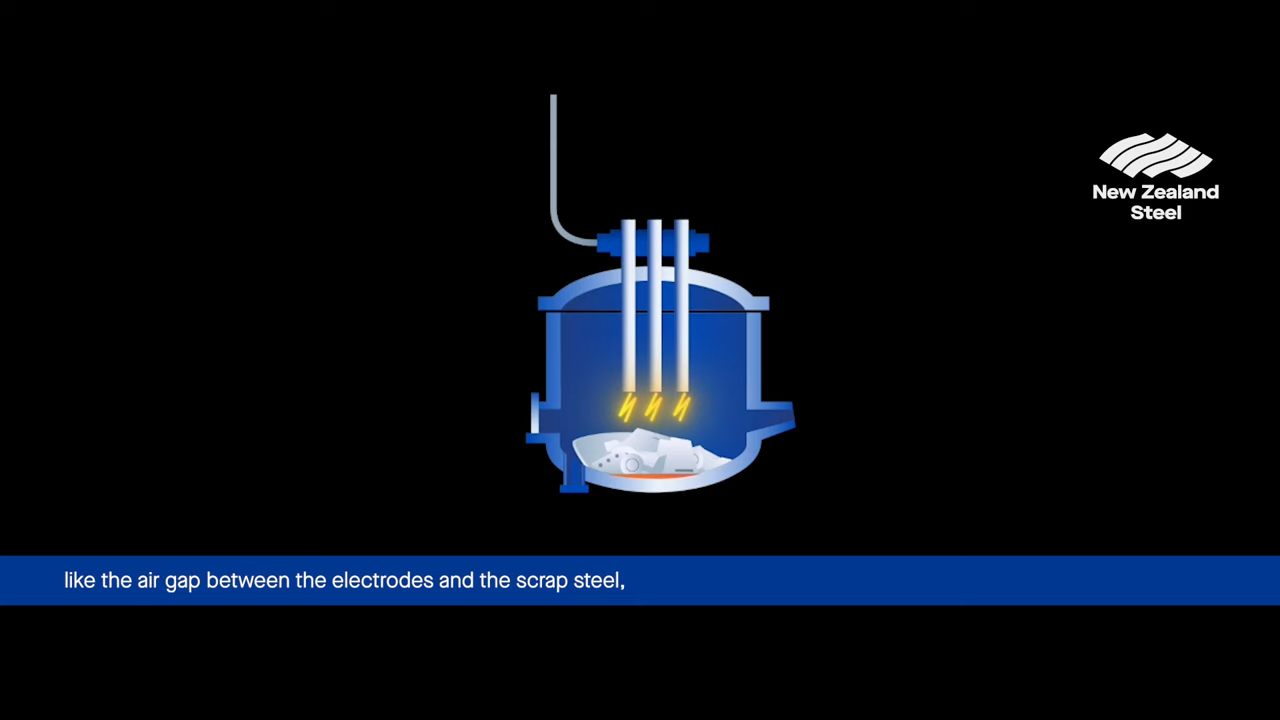 New Zealand
Steel
like the air gap between the electrodes and the scrap steel,